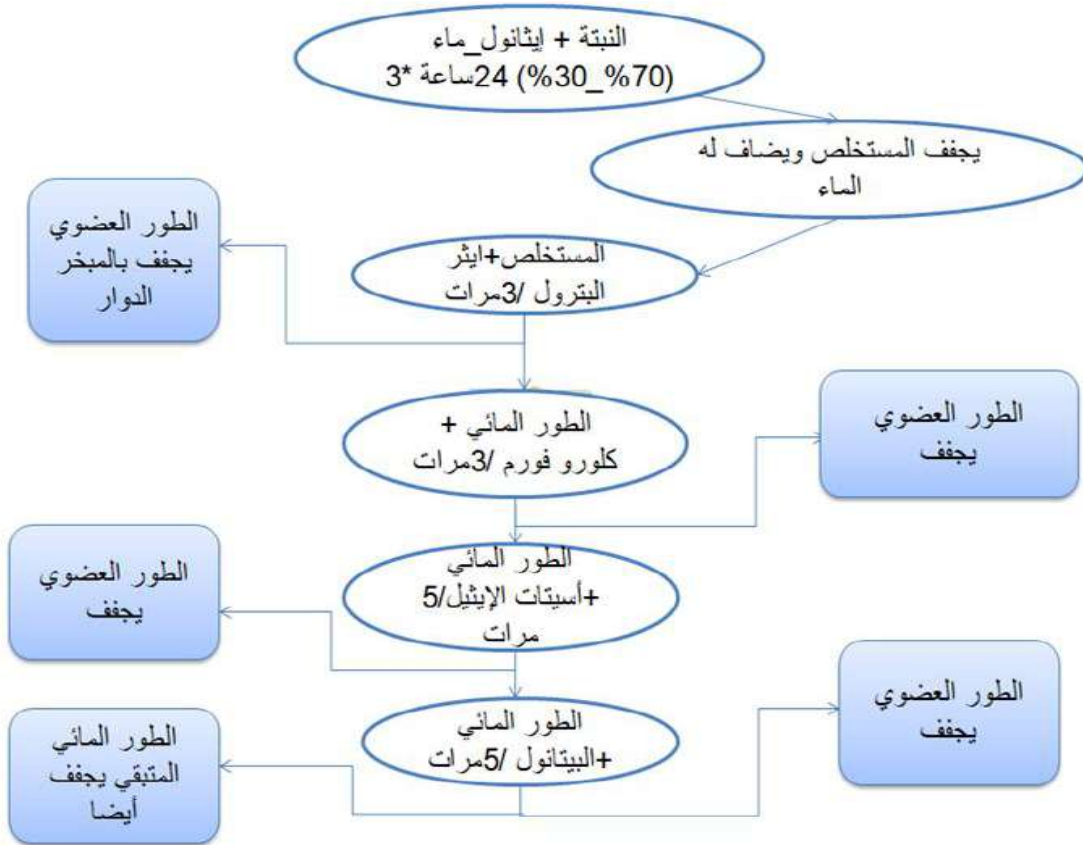 النبتة + إيثانول_ماء
(70%_30%) 24ساعة *3
يجفف المستخلص ويضاف له
الماء
الطور العضوي
يجفف بالمبخر
الدوار
المستخلص+ايثر
البترول /3مرات
الطور المائي +
كلورو فورم /3مرات
الطور العضوي
يجفف
الطور المائي
+أسيتات الإيثيل/5
مرات
الطور العضوي
يجفف
الطور المائي
+البيتانول /5مرات
الطور العضوي
يجفف
الطور المائي
المتبقي يجفف
أيضا